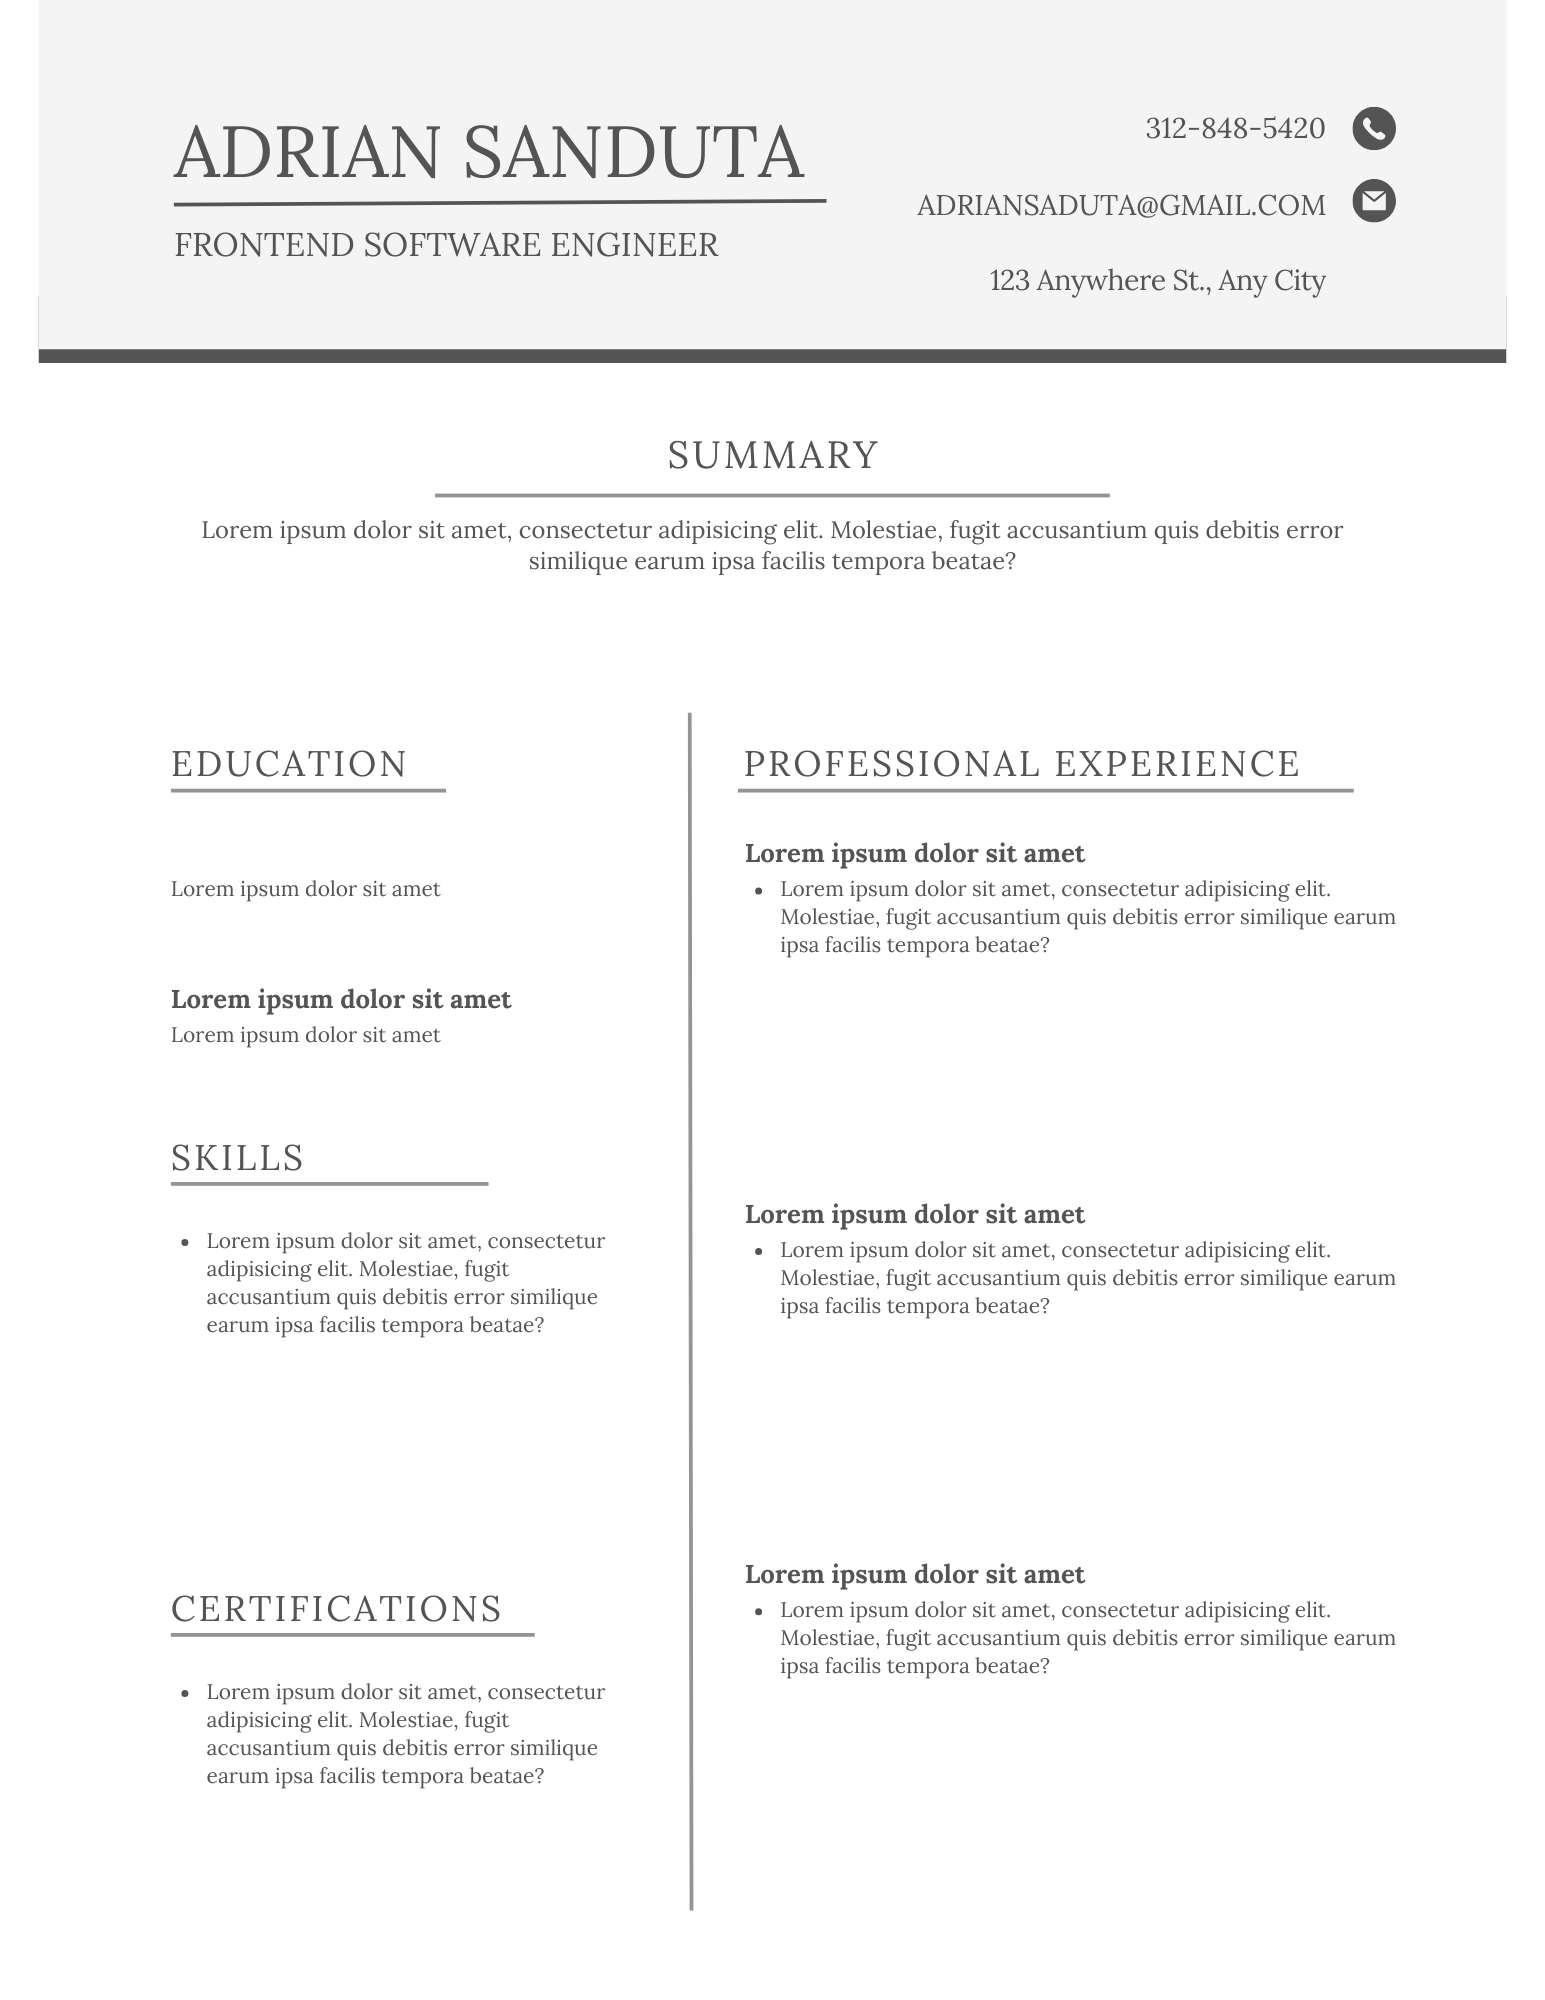 ADRIAN SANDUTA
FRONTEND SOFTWARE ENGINEER
312-848-5420
ADRIANSADUTA@GMAIL.COM
123 Anywhere St., Any City
SUMMARY
Lorem ipsum dolor sit amet, consectetur adipisicing elit. Molestiae, fugit accusantium quis debitis error
similique earum ipsa facilis tempora beatae?
EDUCATION
Lorem ipsum dolor sit amet
Lorem ipsum dolor sit amet
Lorem ipsum dolor sit amet
SKILLS
Lorem ipsum dolor sit amet, consectetur
adipisicing elit. Molestiae, fugit
accusantium quis debitis error similique
earum ipsa facilis tempora beatae?
CERTIFICATIONS
Lorem ipsum dolor sit amet, consectetur
adipisicing elit. Molestiae, fugit
accusantium quis debitis error similique
earum ipsa facilis tempora beatae?
PROFESSIONAL EXPERIENCE
Lorem ipsum dolor sit amet
Lorem ipsum dolor sit amet, consectetur adipisicing elit.
Molestiae, fugit accusantium quis debitis error similique earum
ipsa facilis tempora beatae?
Lorem ipsum dolor sit amet
Lorem ipsum dolor sit amet, consectetur adipisicing elit.
Molestiae, fugit accusantium quis debitis error similique earum
ipsa facilis tempora beatae?
Lorem ipsum dolor sit amet
Lorem ipsum dolor sit amet, consectetur adipisicing elit.
Molestiae, fugit accusantium quis debitis error similique earum
ipsa facilis tempora beatae?